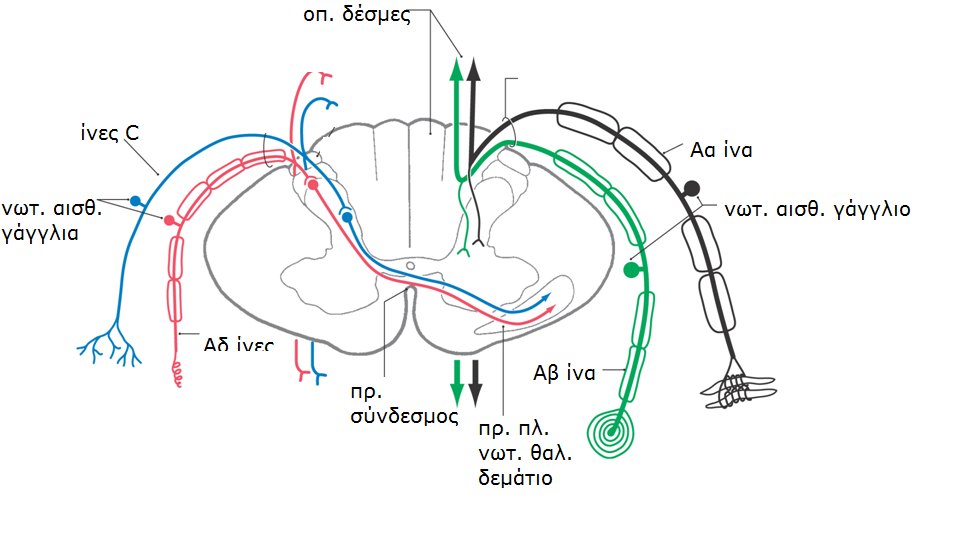 οπ. δέσμες
ίνες C
Αα ίνα
νωτ. αισθ.
γάγγλια
νωτ. αισθ. γάγγλιο
Αδ ίνες
Αβ ίνα
πρ.
σύνδεσμος
πρ. πλ.
νωτ. θαλ.
δεμάτιο